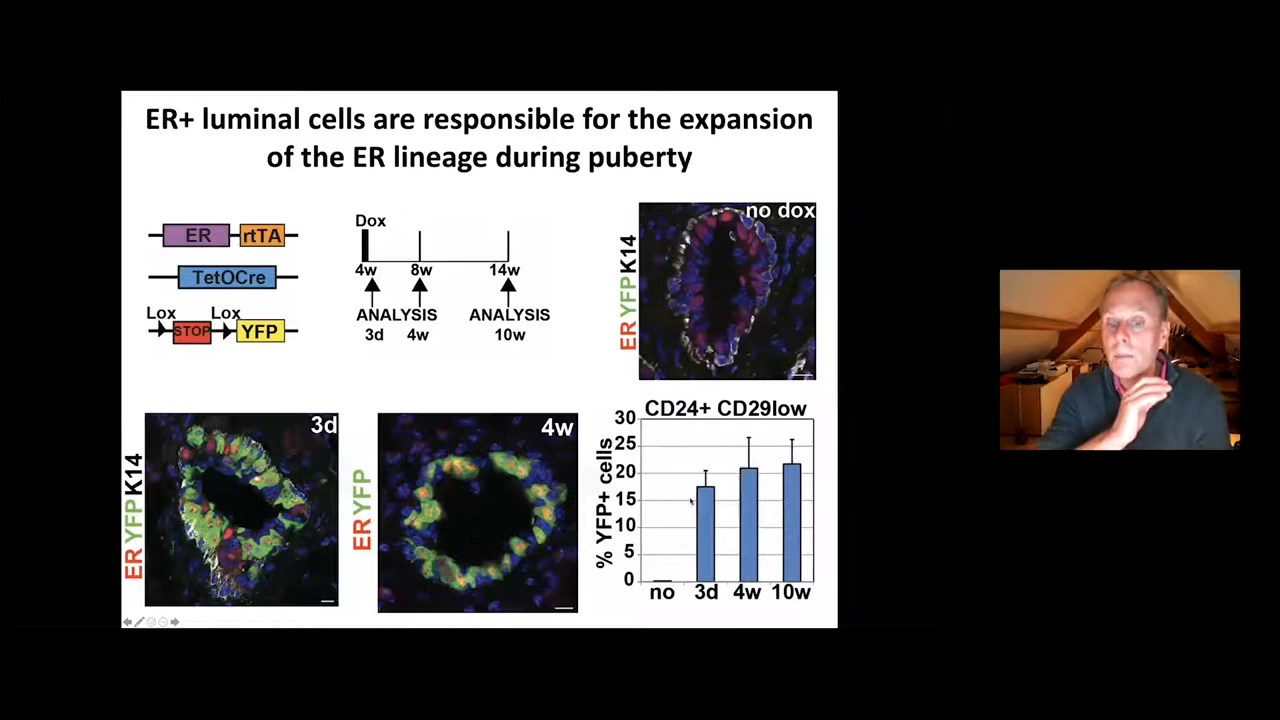 ER+ luminal cells are responsible for the expansion
of the ER lineage during puberty
ER rtTA
TetOCre
Lox Lox
STOP YFP
Dox
4w 8w 14w
ANALYSIS ANALYSIS
3d 4w 10w
no dox
ER YFP K14
3d
ER YFP K14
4w
ER YFP
CD24+ CD29low
% YFP+ cells
30
25
20
15
10
5
0
no 3d 4w 10w